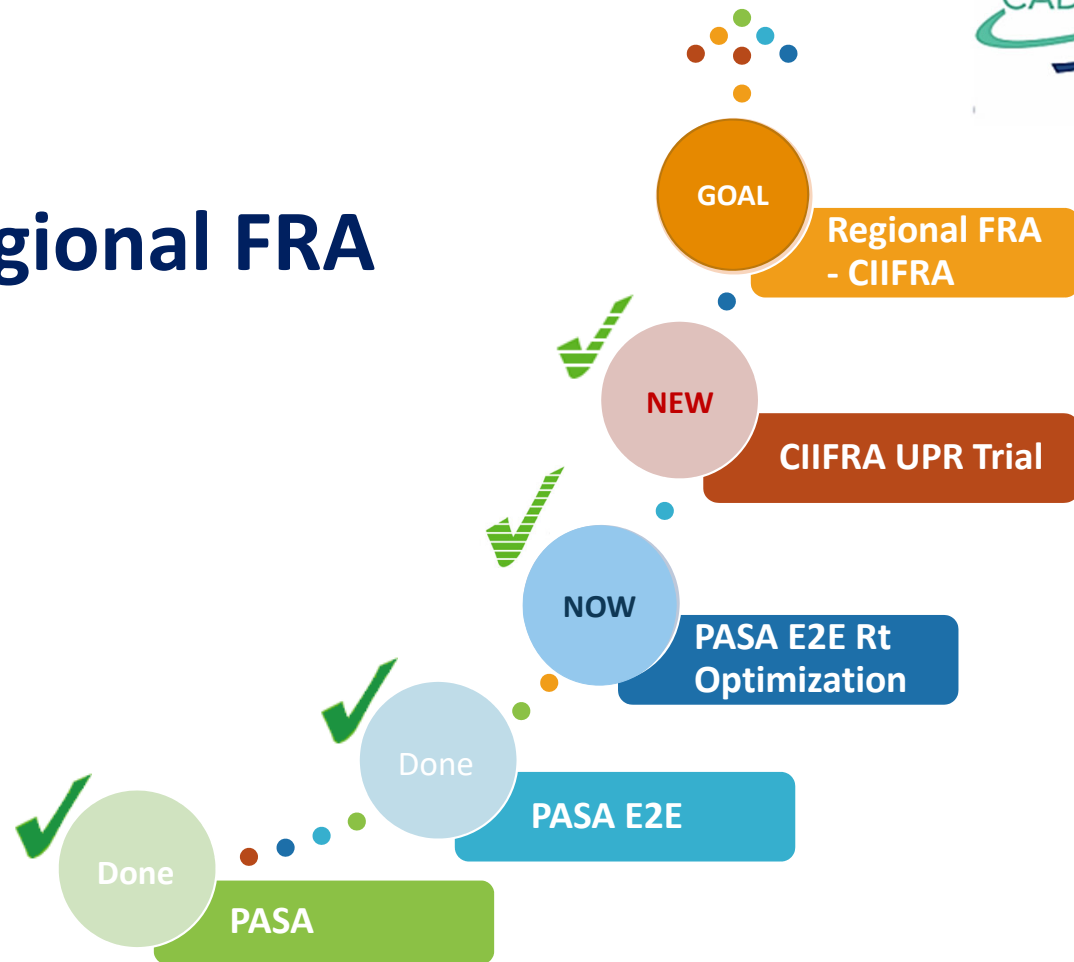 GOAL
gional FRA
Regional FRA
- CIIFRA
NEW
CIIFRA UPR Trial
NOW
PASA E2E Rt
Optimization
Done
PASA E2E
Done
PASA